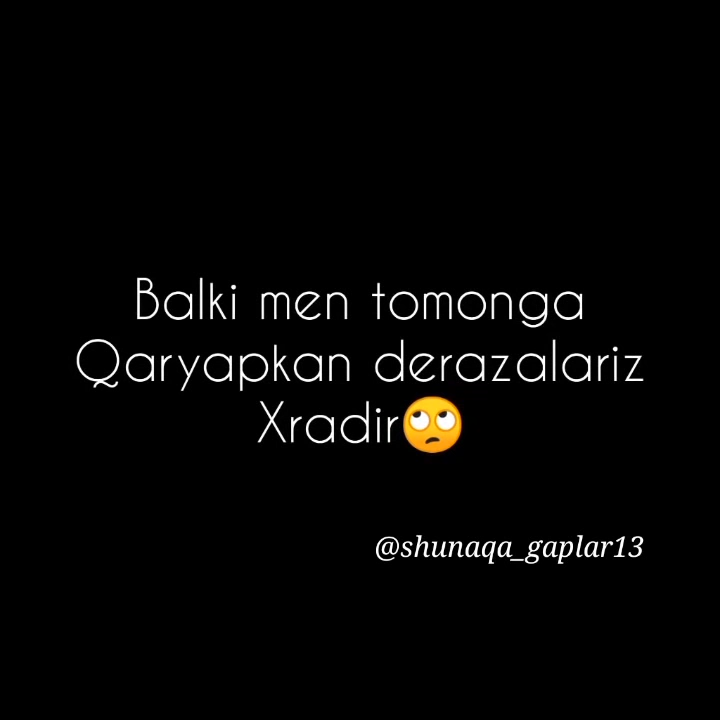 Balki men tomonga
Qaryapkan derazalariz
Xradir🙄
@shunaqa_gaplar13